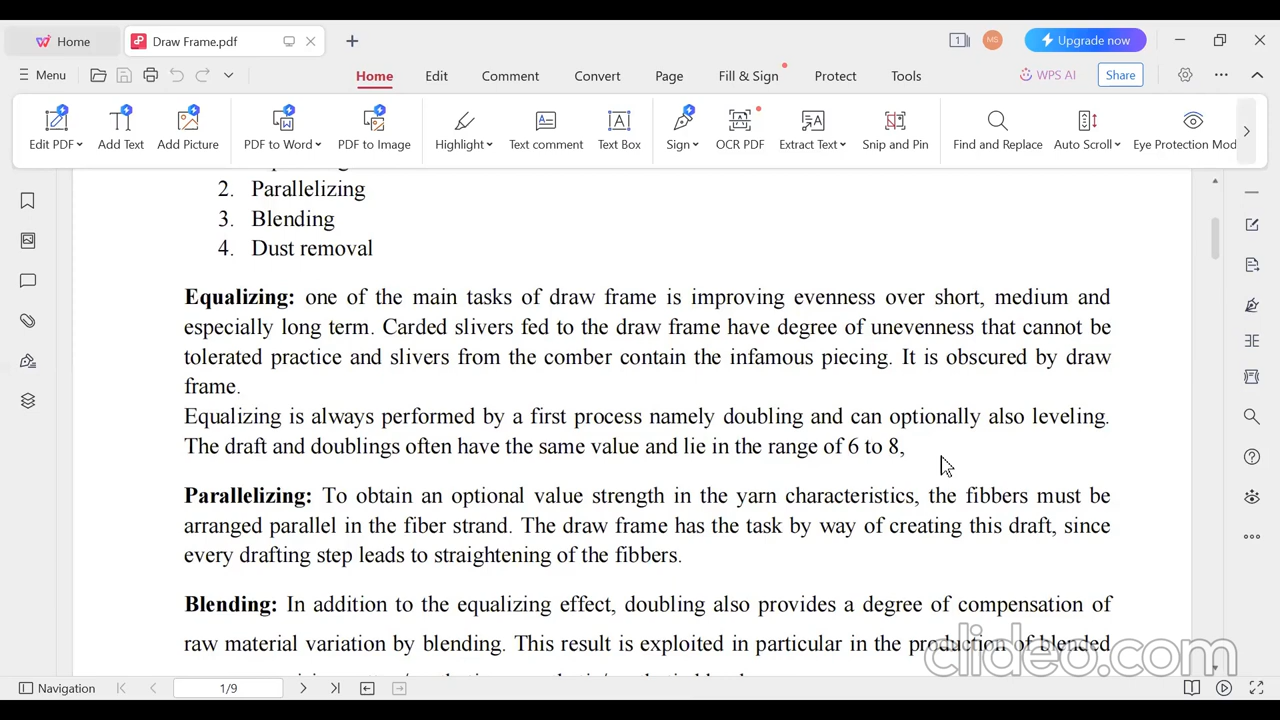 Home
Draw Frame.pdf
1
MS
Upgrade now
Menu
Home
Edit
Comment
Convert
Page
Fill & Sign
Protect
Tools
WPS AI
Share
Edit PDF
Add Text
Add Picture
PDF to Word
PDF to Image
Highlight
Text comment
Text Box
Sign
OCR PDF
Extract Text
Snip and Pin
Find and Replace
Auto Scroll
Eye Protection Mod
2. Parallelizing
3. Blending
4. Dust removal
Equalizing: one of the main tasks of draw frame is improving evenness over short, medium and
especially long term. Carded slivers fed to the draw frame have degree of unevenness that cannot be
tolerated practice and slivers from the comber contain the infamous piecing. It is obscured by draw
frame.
Equalizing is always performed by a first process namely doubling and can optionally also leveling.
The draft and doublings often have the same value and lie in the range of 6 to 8,
Parallelizing: To obtain an optional value strength in the yarn characteristics, the fibbers must be
arranged parallel in the fiber strand. The draw frame has the task by way of creating this draft, since
every drafting step leads to straightening of the fibbers.
Blending: In addition to the equalizing effect, doubling also provides a degree of compensation of
raw material variation by blending. This result is exploited in particular in the production of blended
clideo.com
Navigation
1/9